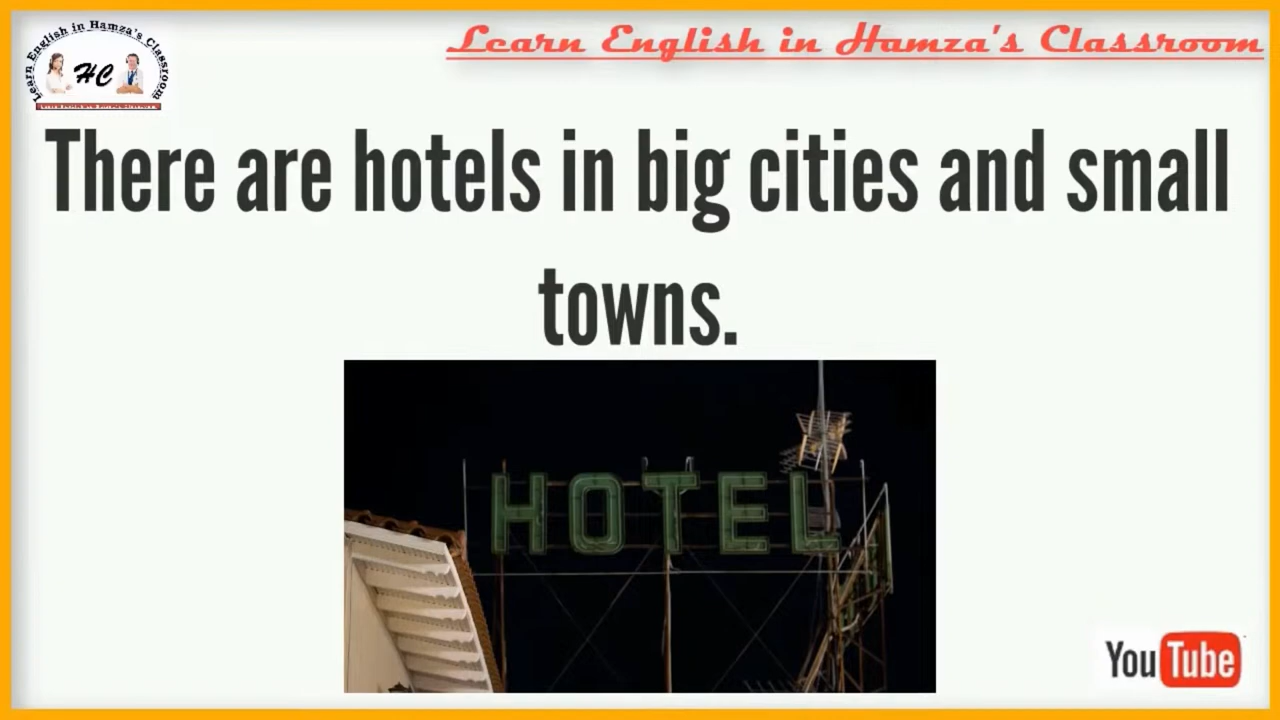 Learn English in Hamza's Classroom
HC
Learn English in Hamza's Classroom
There are hotels in big cities and small
towns.
HOTEL
YouTube